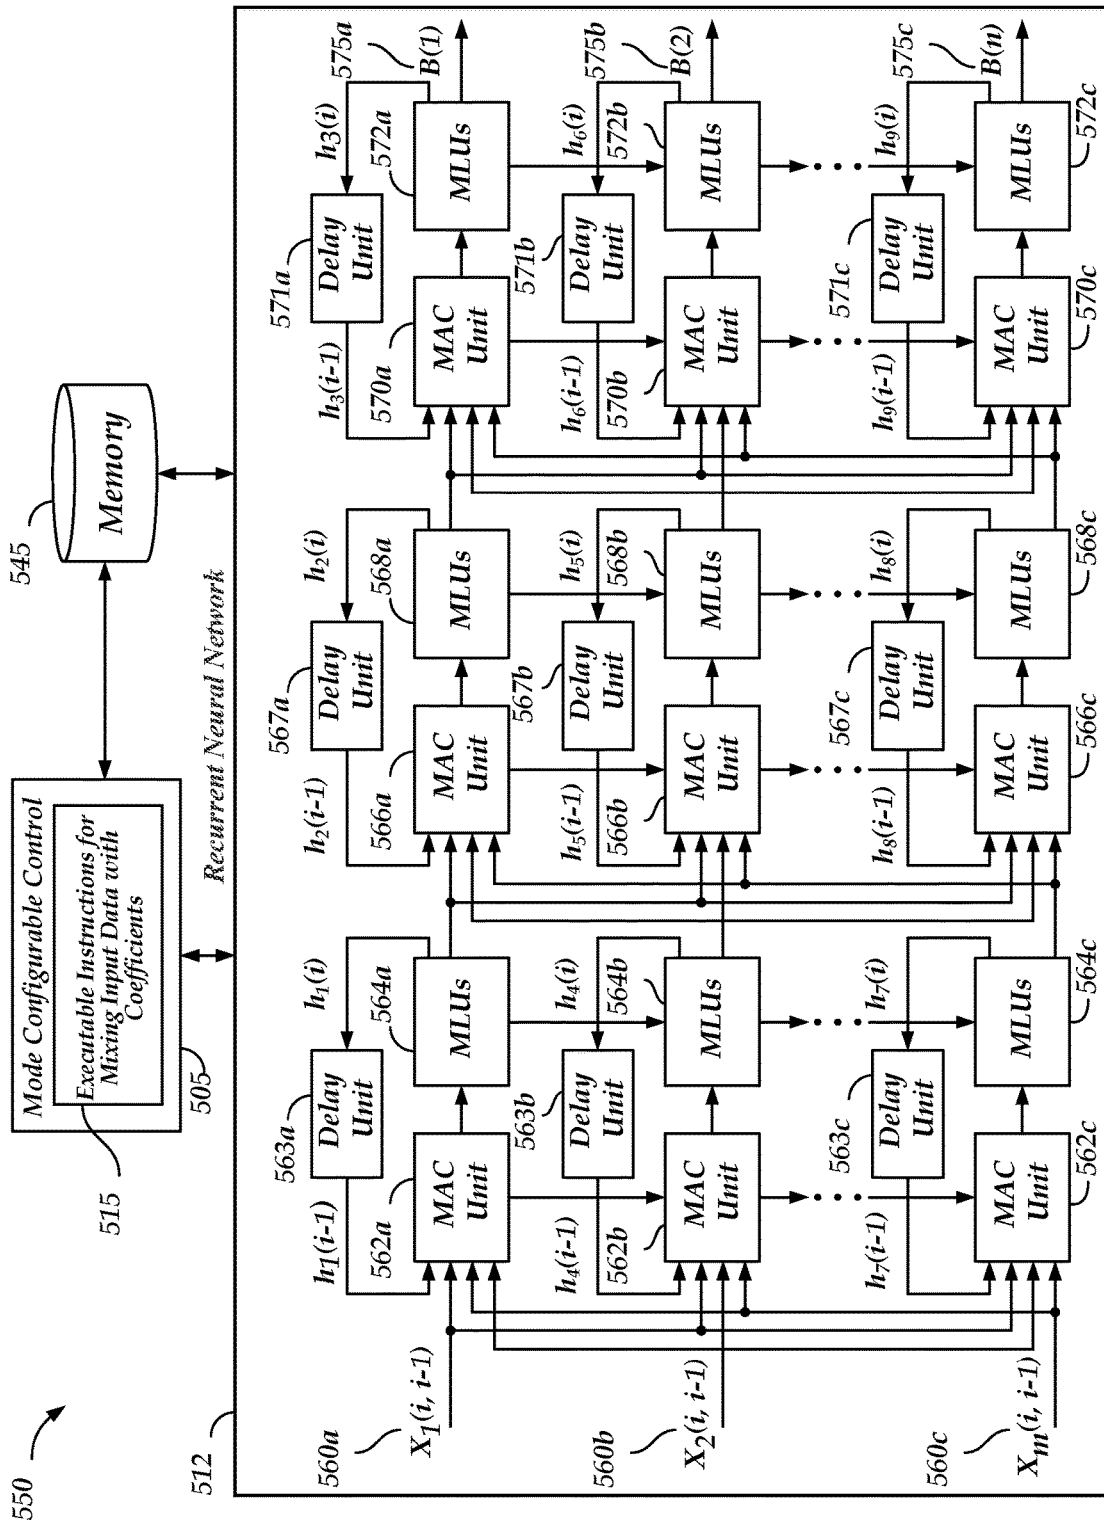 550
512
515
505
545
Mode Configurable Control
Executable Instructions for
Mixing Input Data with
Coefficients
Memory
Recurrent Neural Network
560a
X1(i, i-1)
560b
X2(i, i-1)
560c
Xm(i, i-1)
h1(i-1)
563a
Delay
Unit
h1(i)
562a
MAC
Unit
564a
MLUs
h4(i-1)
563b
Delay
Unit
h4(i)
562b
MAC
Unit
564b
MLUs
h7(i-1)
563c
Delay
Unit
h7(i)
562c
MAC
Unit
564c
MLUs
h2(i-1)
567a
Delay
Unit
h2(i)
566a
MAC
Unit
568a
MLUs
h5(i-1)
567b
Delay
Unit
h5(i)
566b
MAC
Unit
568b
MLUs
h8(i-1)
567c
Delay
Unit
h8(i)
566c
MAC
Unit
568c
MLUs
h3(i-1)
571a
Delay
Unit
h3(i)
570a
MAC
Unit
572a
MLUs
575a
B(1)
h6(i-1)
571b
Delay
Unit
h6(i)
570b
MAC
Unit
572b
MLUs
575b
B(2)
h9(i-1)
571c
Delay
Unit
h9(i)
570c
MAC
Unit
572c
MLUs
575c
B(n)